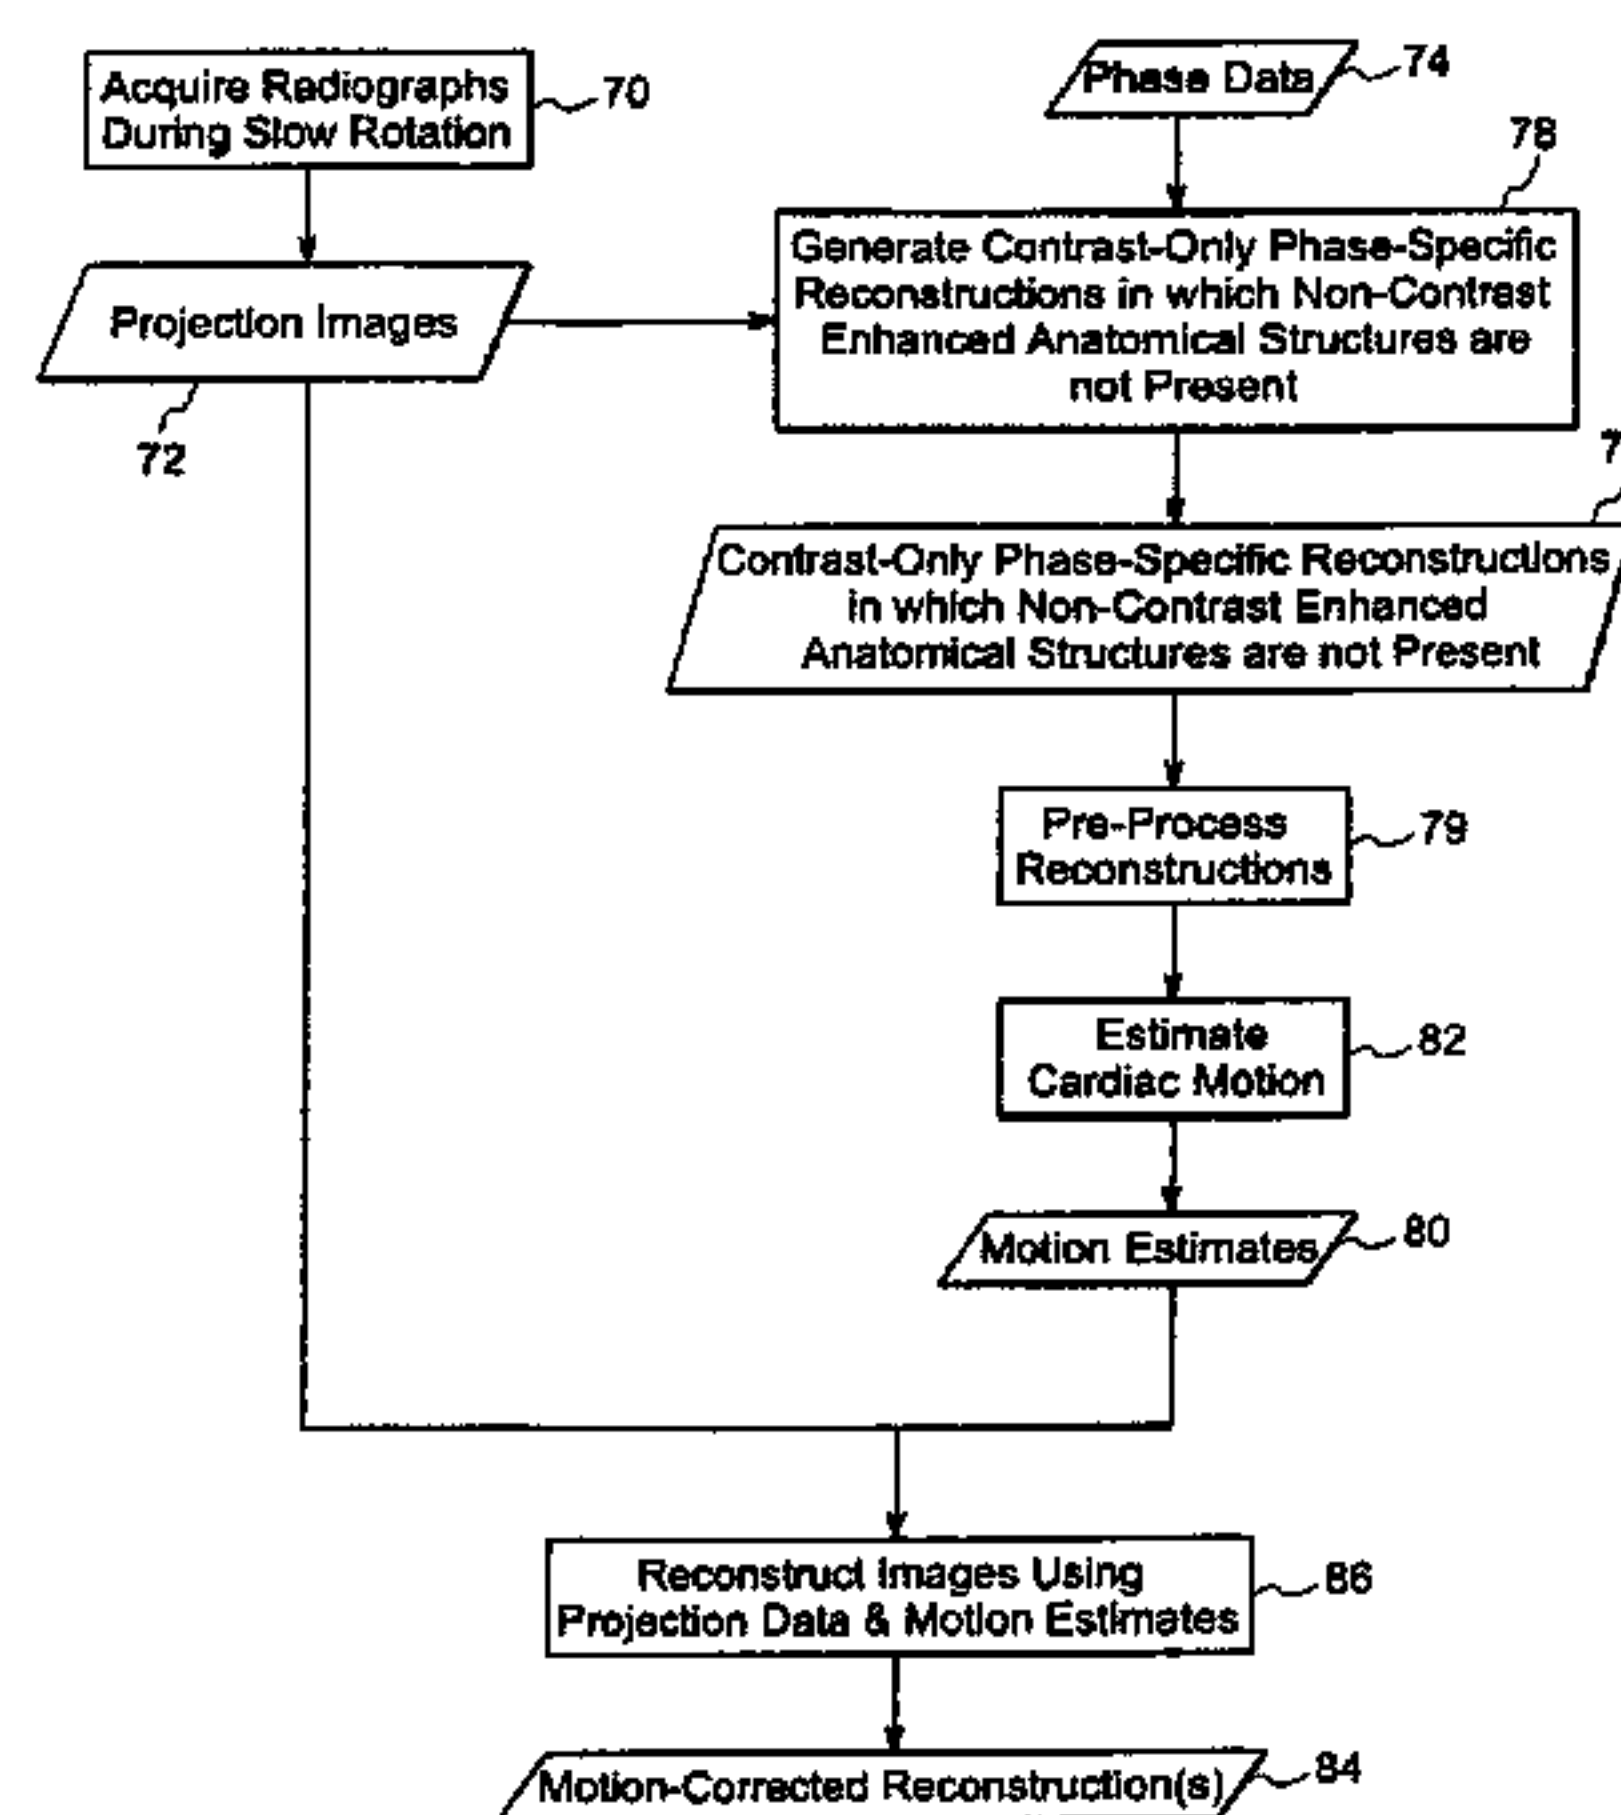 Acquire Radiographs
During Slow Rotation
70
Phase Data
74
78
Projection Images
72
Generate Contrast-Only Phase-Specific
Reconstructions in which Non-Contrast
Enhanced Anatomical Structures are
not Present
Contrast-Only Phase-Specific Reconstructions
in which Non-Contrast Enhanced
Anatomical Structures are not Present
Pre-Process
Reconstructions
79
Estimate
Cardiac Motion
82
Motion Estimates
80
Reconstruct Images Using
Projection Data & Motion Estimates
86
Motion-Corrected Reconstruction(s)
84